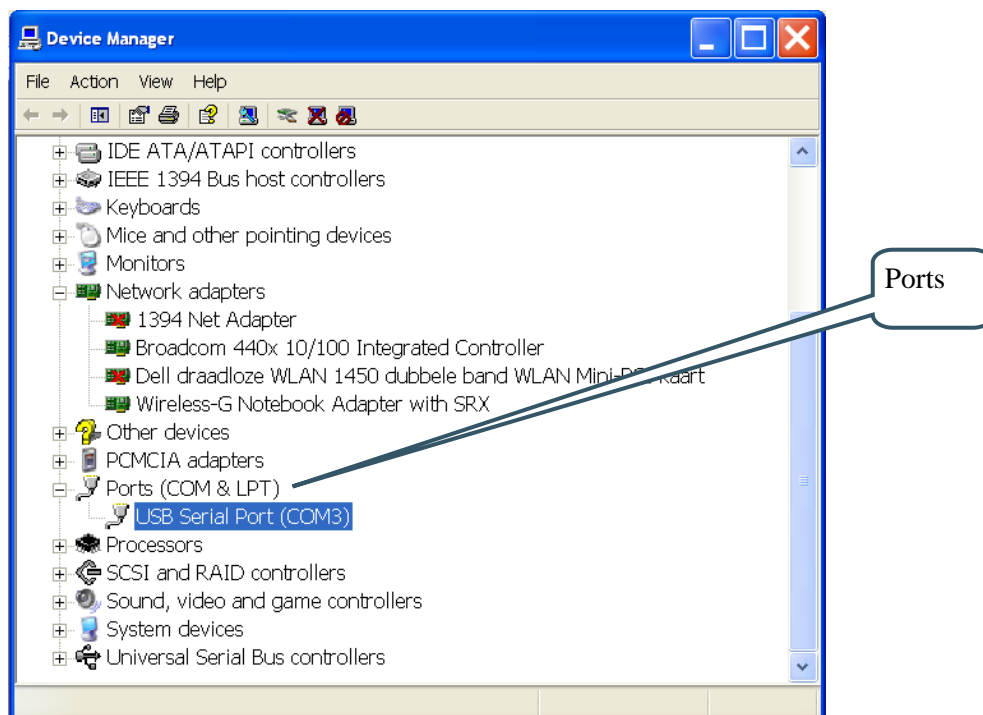 Device Manager
File Action View Help
IDE ATA/ATAPI controllers
IEEE 1394 Bus host controllers
Keyboards
Mice and other pointing devices
Monitors
Network adapters
1394 Net Adapter
Broadcom 440x 10/100 Integrated Controller
Dell draadloze WLAN 1450 dubbele band WLAN Mini-PCI kaart
Wireless-G Notebook Adapter with SRX
Other devices
PCMCIA adapters
Ports (COM & LPT)
USB Serial Port (COM3)
Processors
SCSI and RAID controllers
Sound, video and game controllers
System devices
Universal Serial Bus controllers
Ports